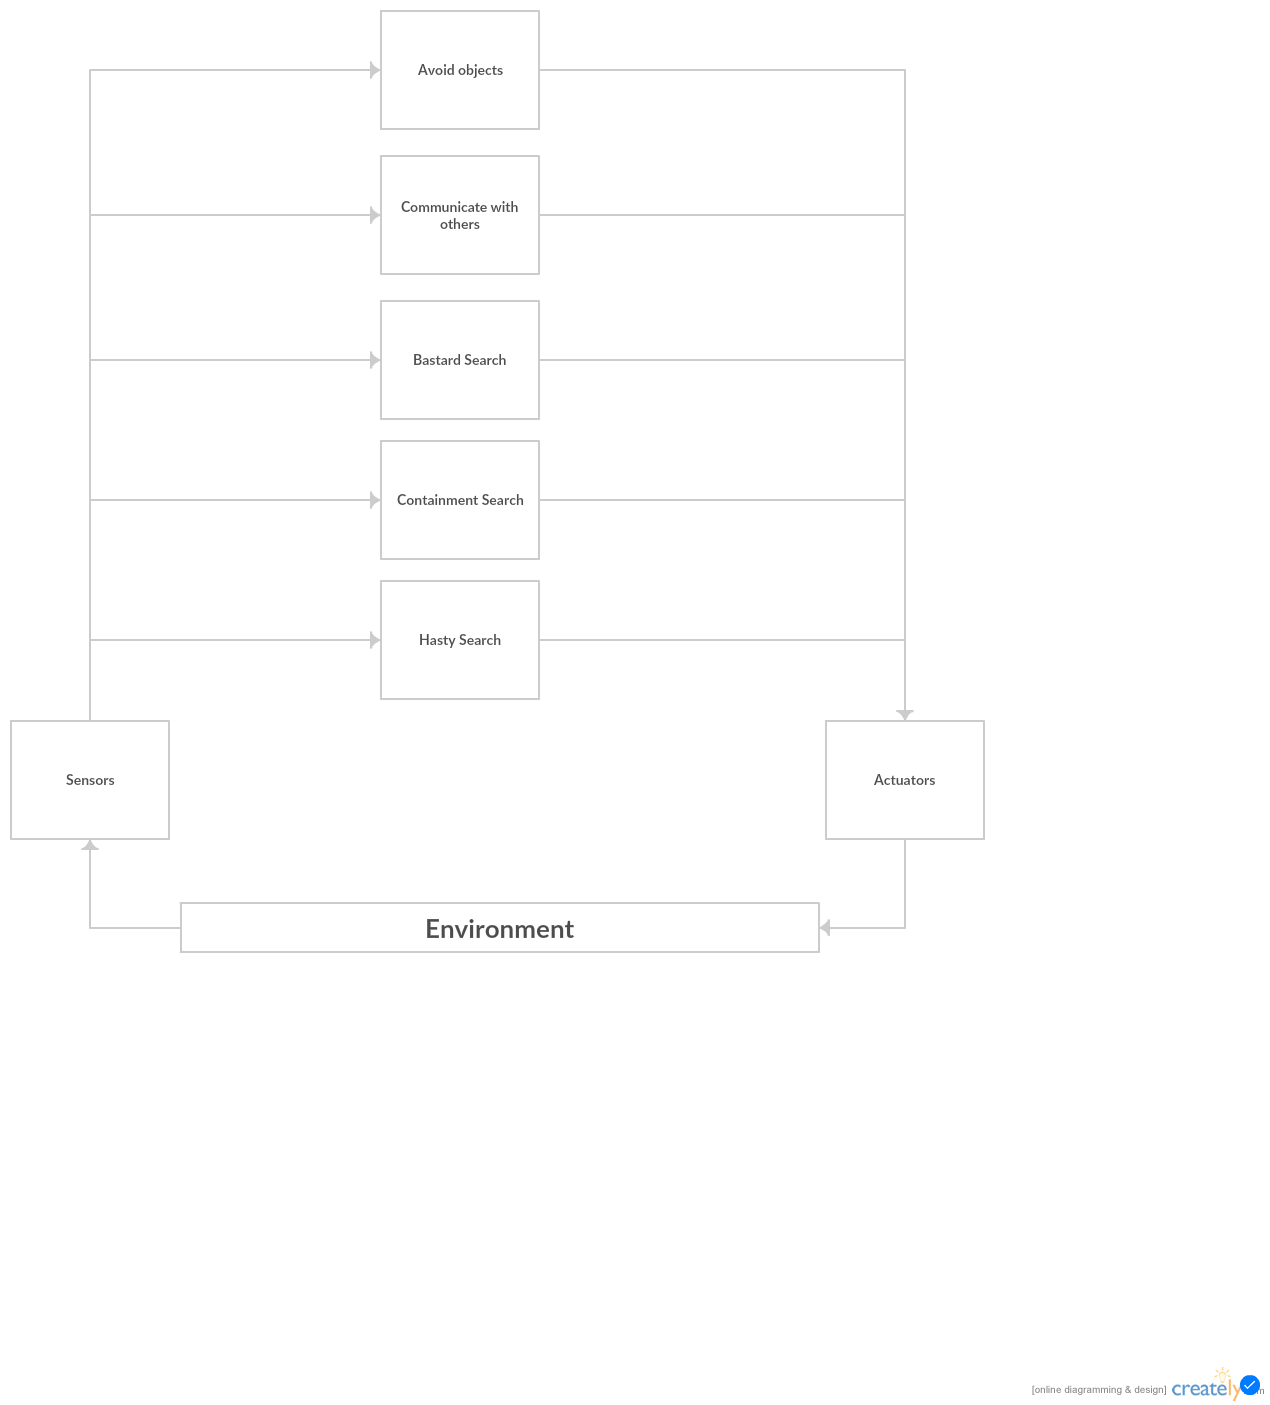 Avoid objects
Communicate with
others
Bastard Search
Containment Search
Hasty Search
Sensors
Actuators
Environment
[online diagramming & design] creately